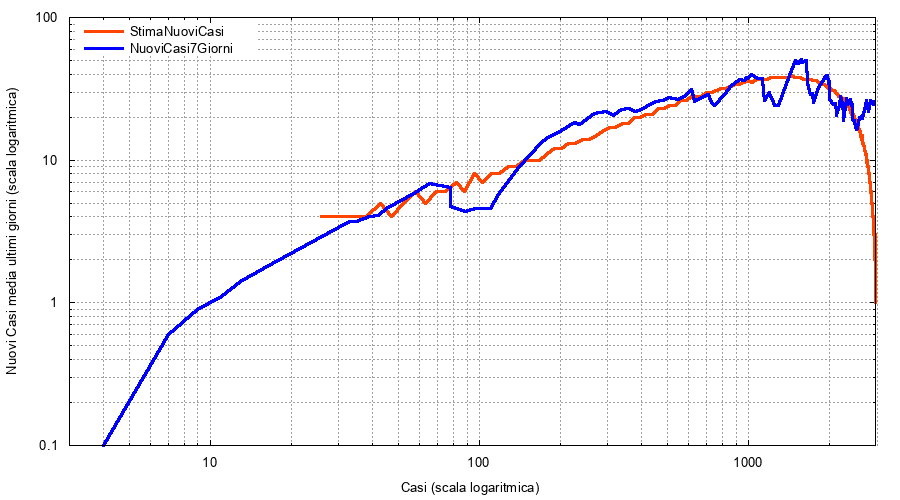 100
StimaNuoviCasi
NuoviCasi7Giorni
10
1
0.1
Nuovi Casi media ultimi giorni (scala logaritmica)
10
100
1000
Casi (scala logaritmica)